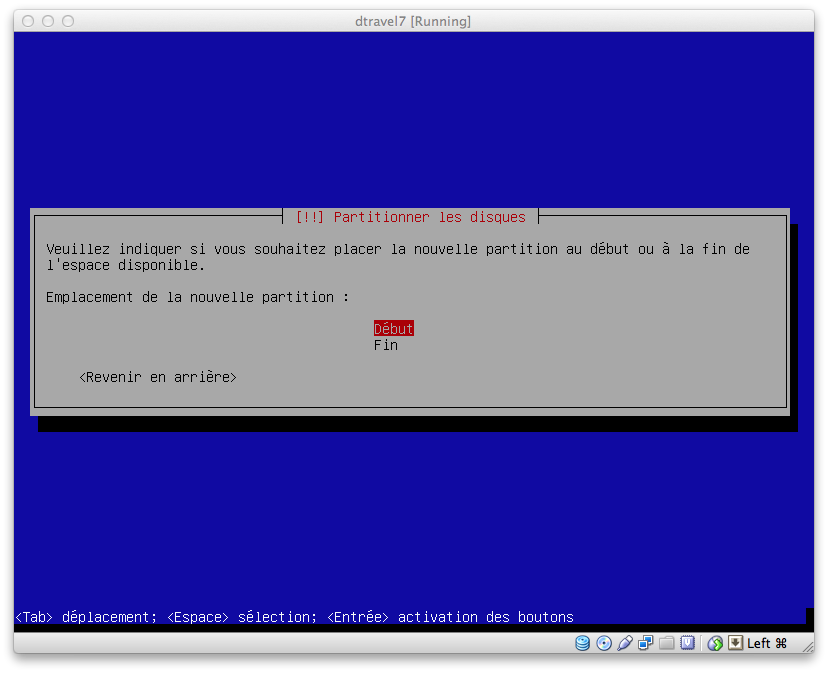 dtravel7 [Running]
[!!] Partitionner les disques
Veuillez indiquer si vous souhaitez placer la nouvelle partition au début ou à la fin de
l'espace disponible.
Emplacement de la nouvelle partition :
Début
Fin
<Revenir en arrière>
<Tab> déplacement; <Espace> sélection; <Entrée> activation des boutons
Left ⌘